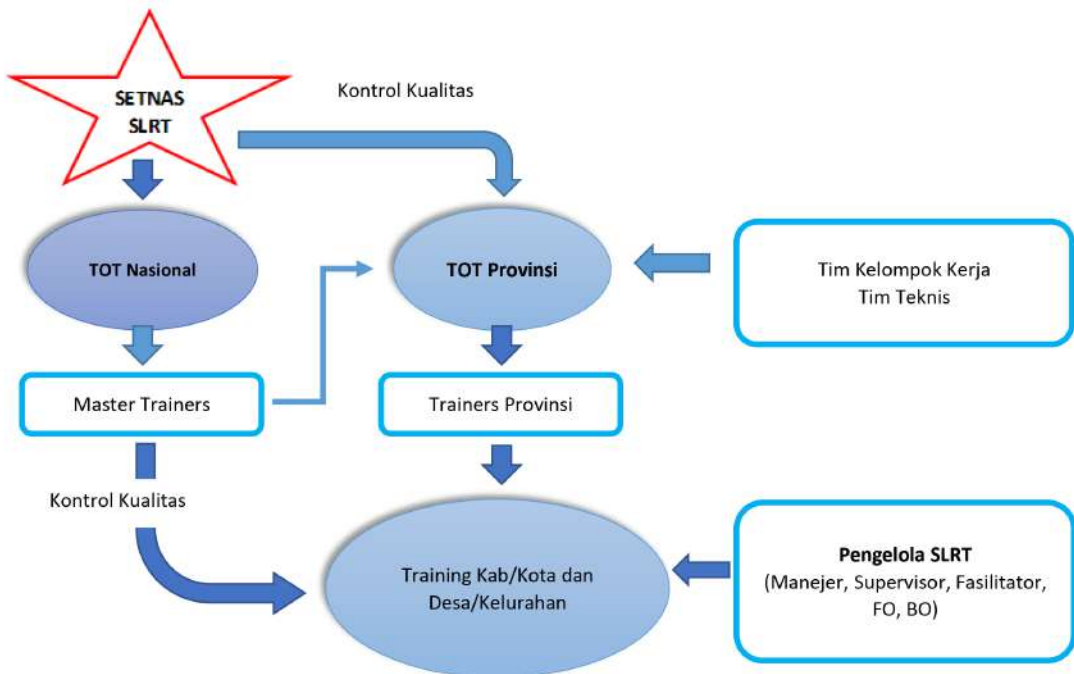 SETNAS
SLRT
Kontrol Kualitas
TOT Nasional
TOT Provinsi
Tim Kelompok Kerja
Tim Teknis
Master Trainers
Trainers Provinsi
Kontrol Kualitas
Training Kab/Kota dan
Desa/Kelurahan
Pengelola SLRT
(Manejer, Supervisor, Fasilitator,
FO, BO)